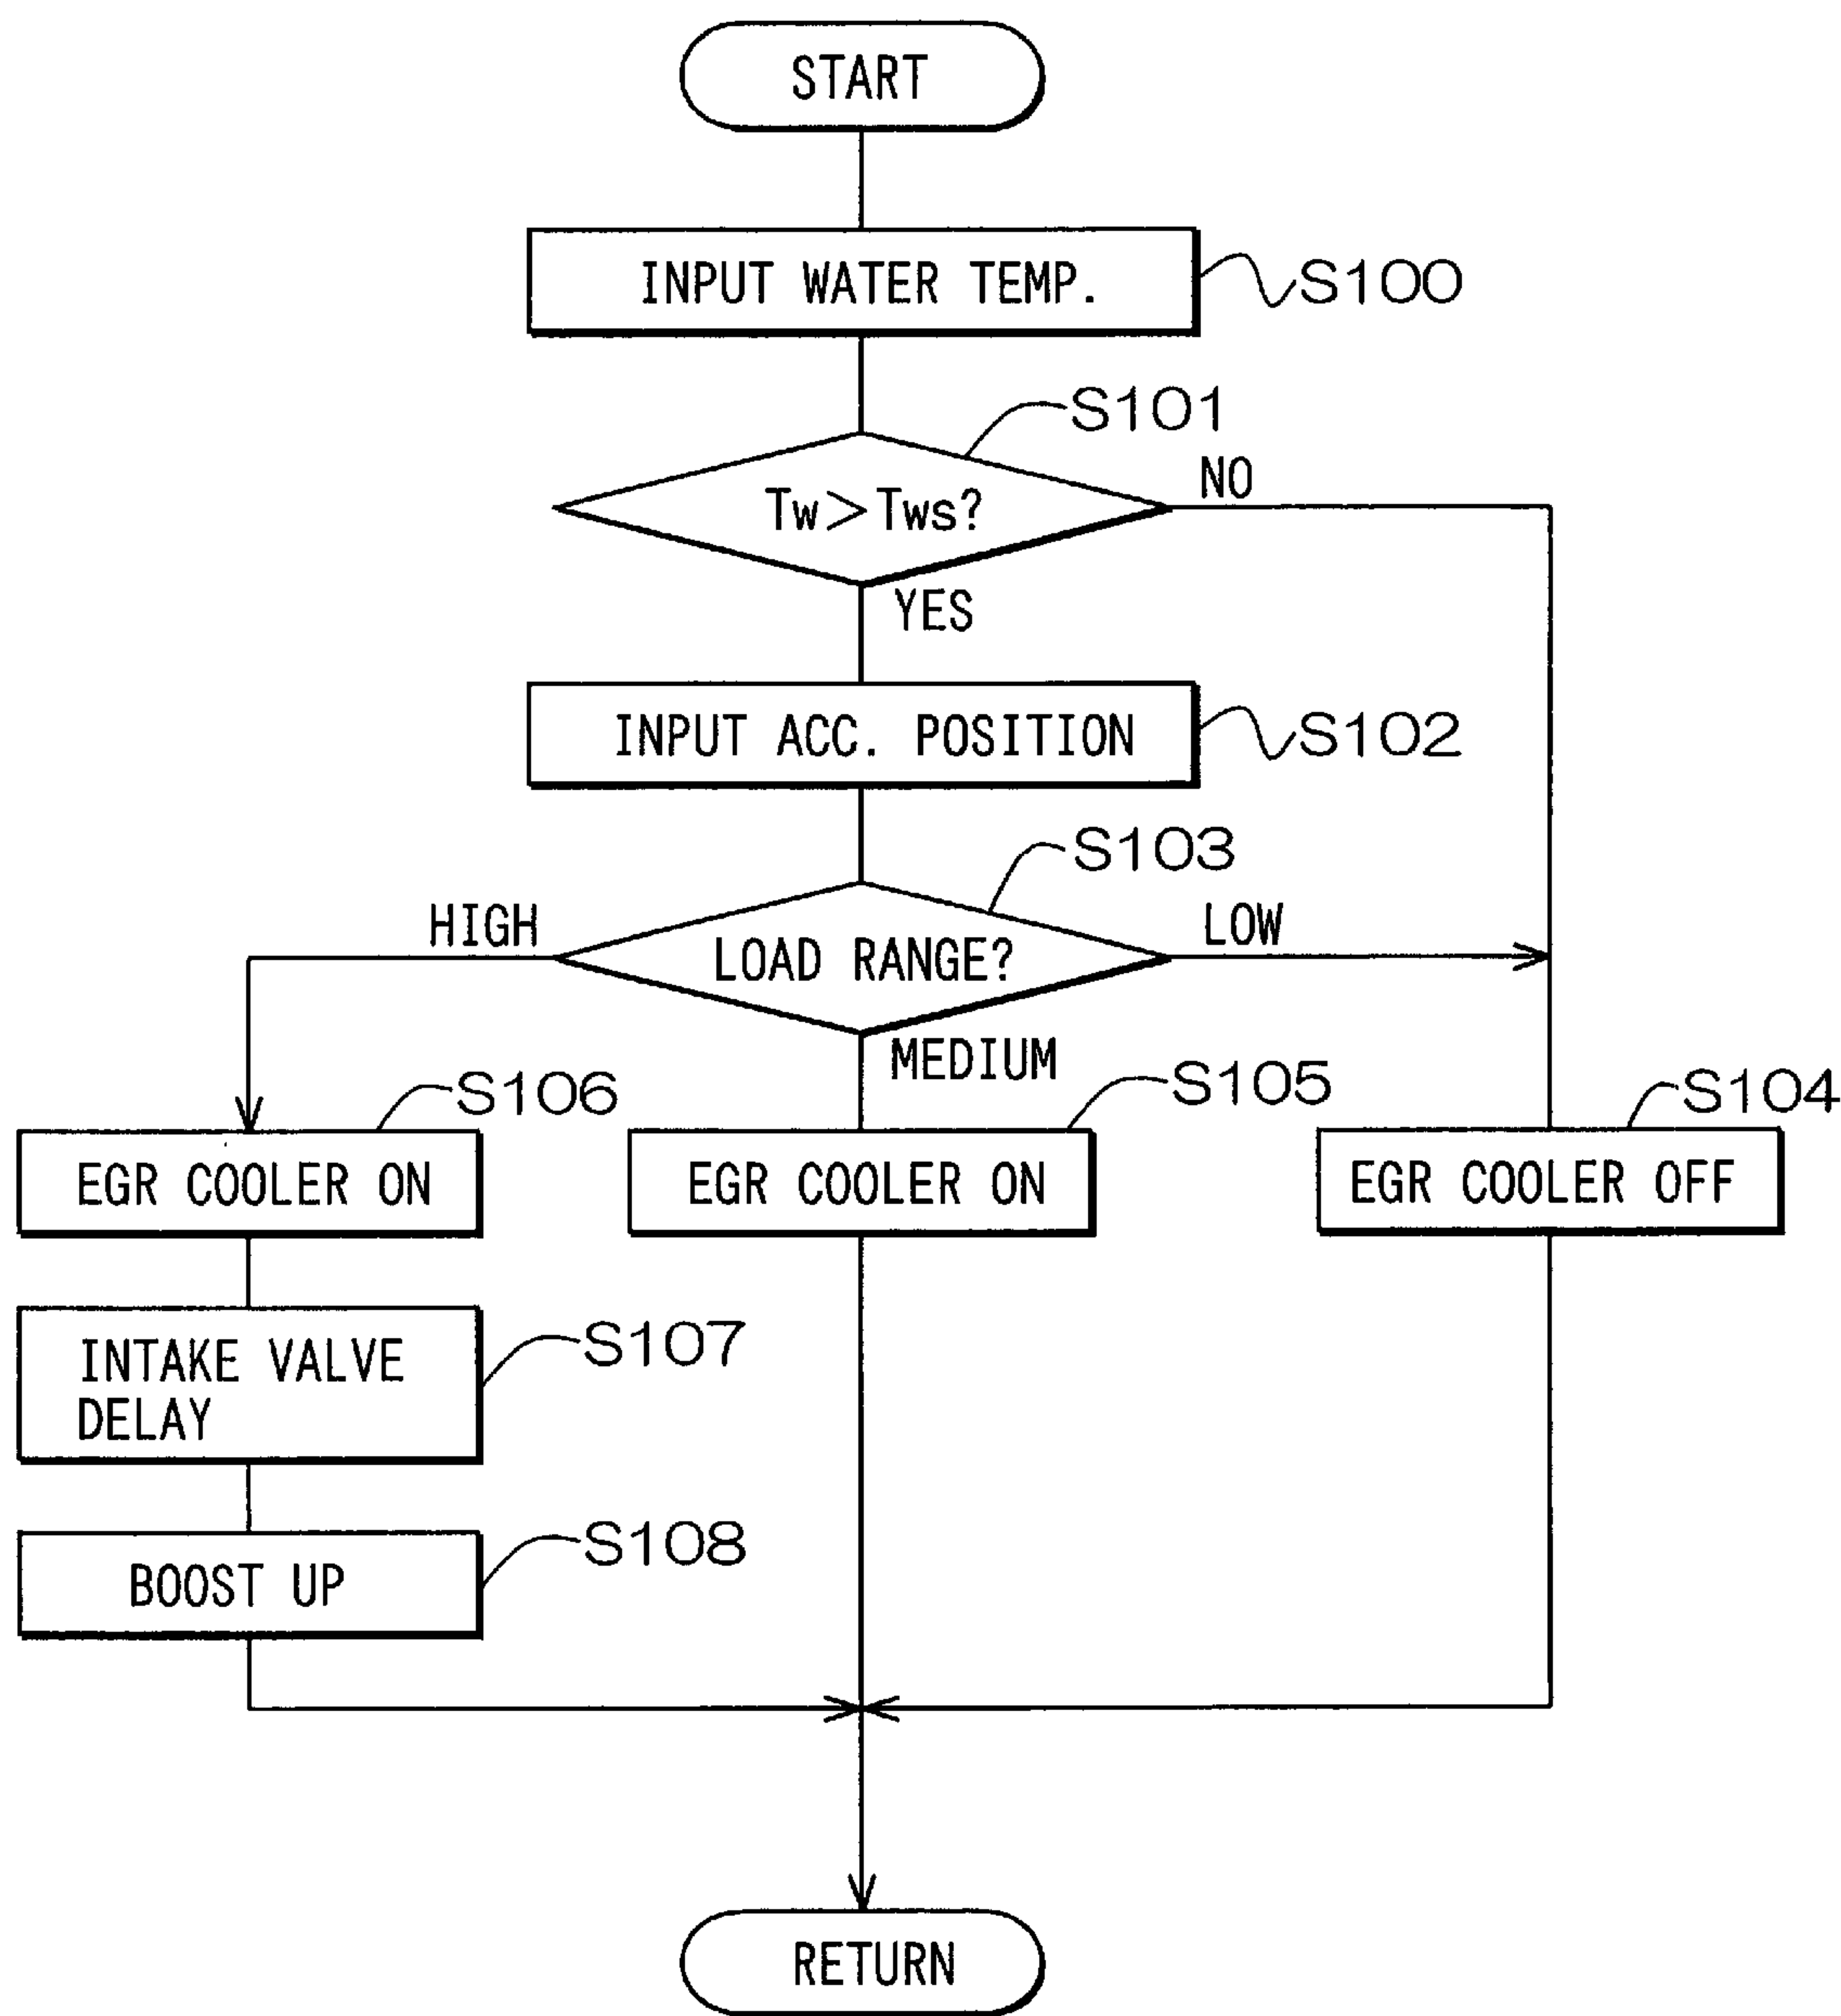 START
INPUT WATER TEMP.
S100
S101
Tw>Tws?
NO
YES
INPUT ACC. POSITION
S102
S103
HIGH
LOAD RANGE?
LOW
MEDIUM
S106
S105
S104
EGR COOLER ON
EGR COOLER ON
EGR COOLER OFF
INTAKE VALVE
DELAY
S107
BOOST UP
S108
RETURN